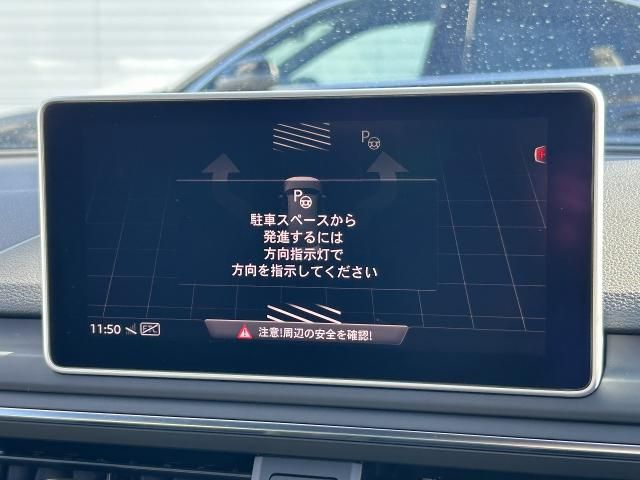 P
P
駐車スペースから
発進するには
方向指示灯で
方向を指示してください
11:50
注意!周辺の安全を確認!